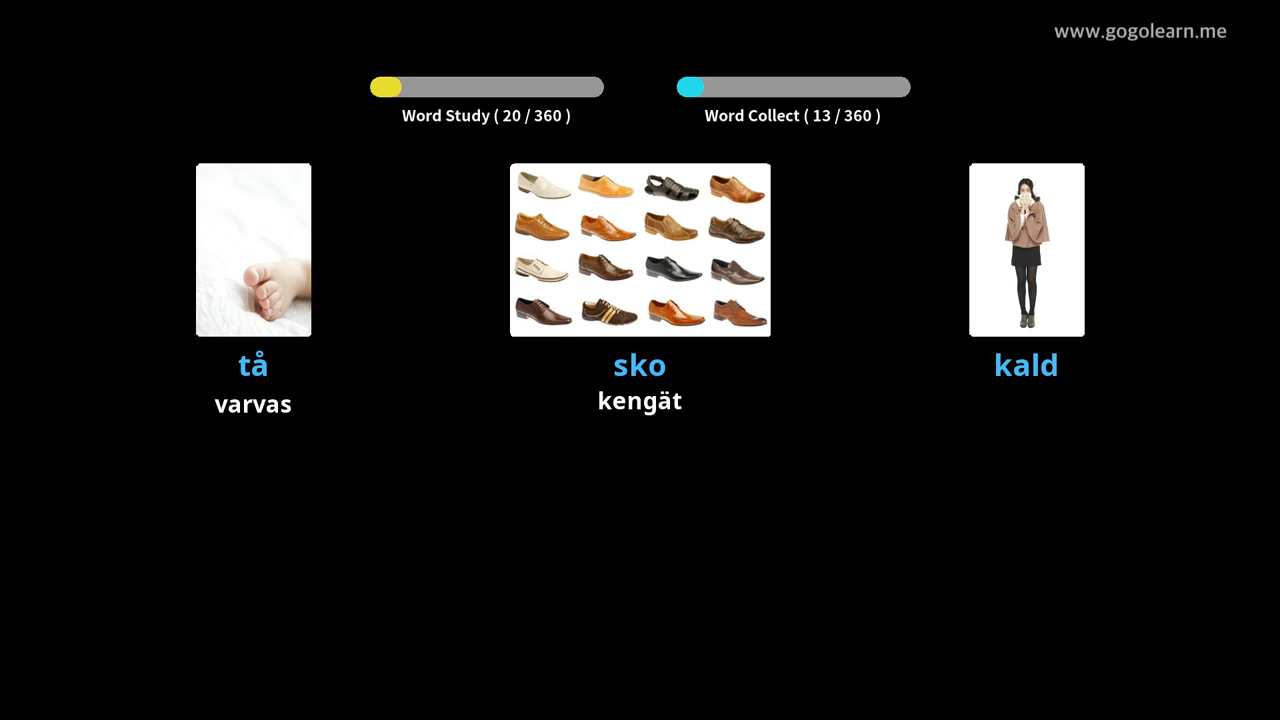 www.gogolearn.me
Word Study ( 20 / 360 )
Word Collect ( 13 / 360 )
tå
sko
kald
varvas
kengät